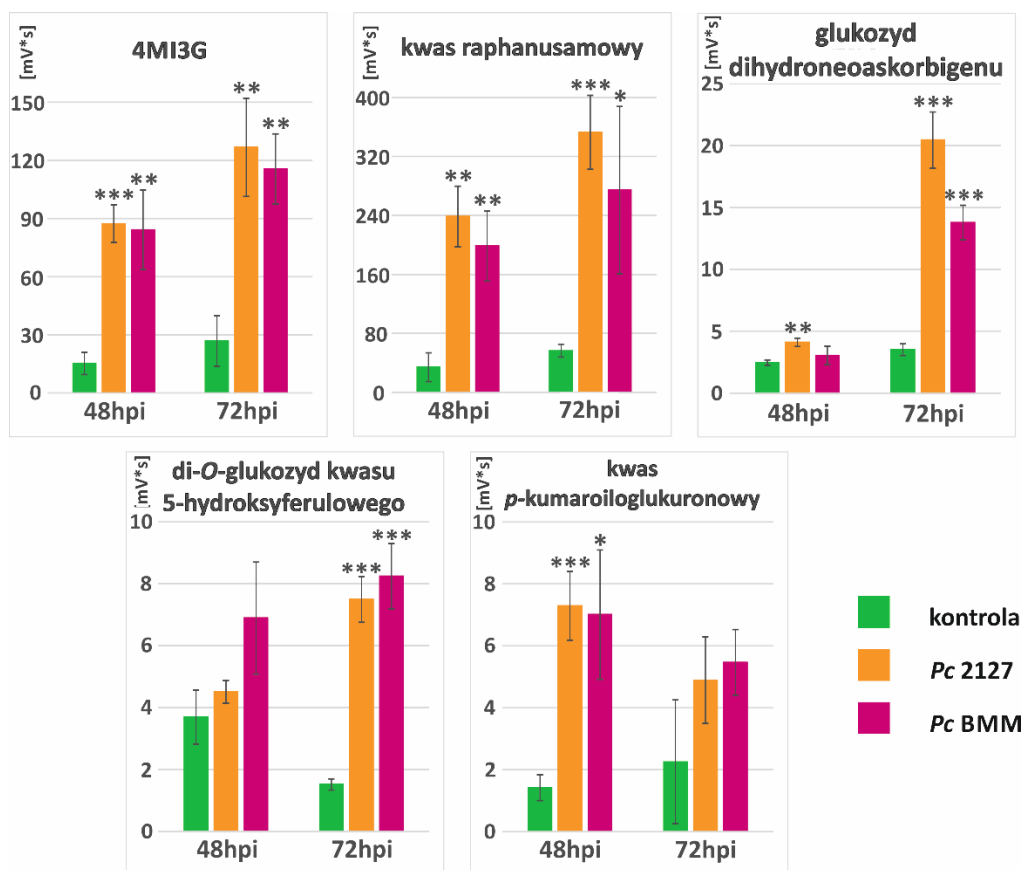 [mV*s]
4MI3G
150
120
90
60
30
0
*** ** ** **
48hpi 72hpi
[mV*s]
kwas raphanusamowy
400
320
240
160
80
0
** ** *** *
48hpi 72hpi
[mV*s]
glukozyd
dihydroneoaskorbigenu
25
20
15
10
5
0
** *** ***
48hpi 72hpi
[mV*s]
di-O-glukozyd kwasu
5-hydroksyferulowego
10
8
6
4
2
0
*** ***
48hpi 72hpi
[mV*s]
kwas
p-kumaroiloglukuronowy
10
8
6
4
2
0
*** *
48hpi 72hpi
kontrola
Pc 2127
Pc BMM